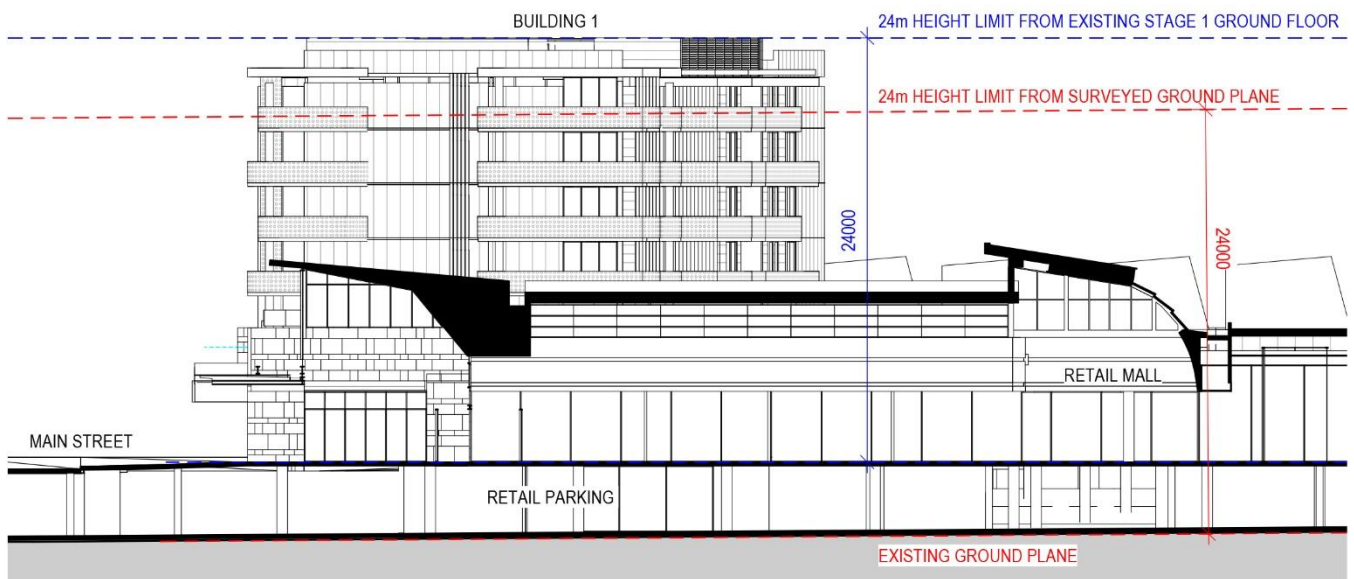 BUILDING 1
24m HEIGHT LIMIT FROM EXISTING STAGE 1 GROUND FLOOR
24m HEIGHT LIMIT FROM SURVEYED GROUND PLANE
24000
24000
RETAIL MALL
MAIN STREET
RETAIL PARKING
EXISTING GROUND PLANE